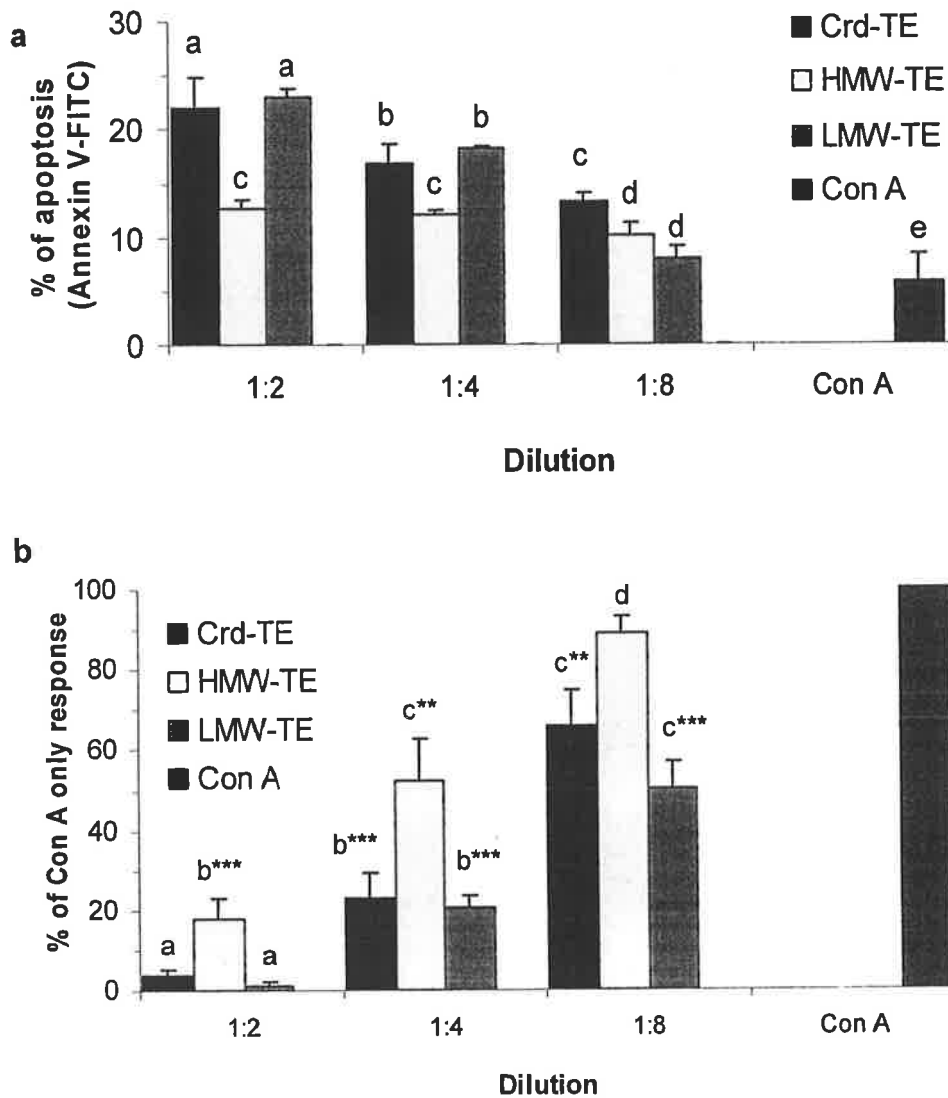 a
% of apoptosis
(Annexin V-FITC)
30
20
10
0
a
c
a
b
c
b
c
d
d
e
Crd-TE
HMW-TE
LMW-TE
Con A
1:2
1:4
1:8
Con A
Dilution
b
% of Con A only response
100
80
60
40
20
0
Crd-TE
HMW-TE
LMW-TE
Con A
a
b***
a
b***
c**
b***
c**
d
c***
1:2
1:4
1:8
Con A
Dilution